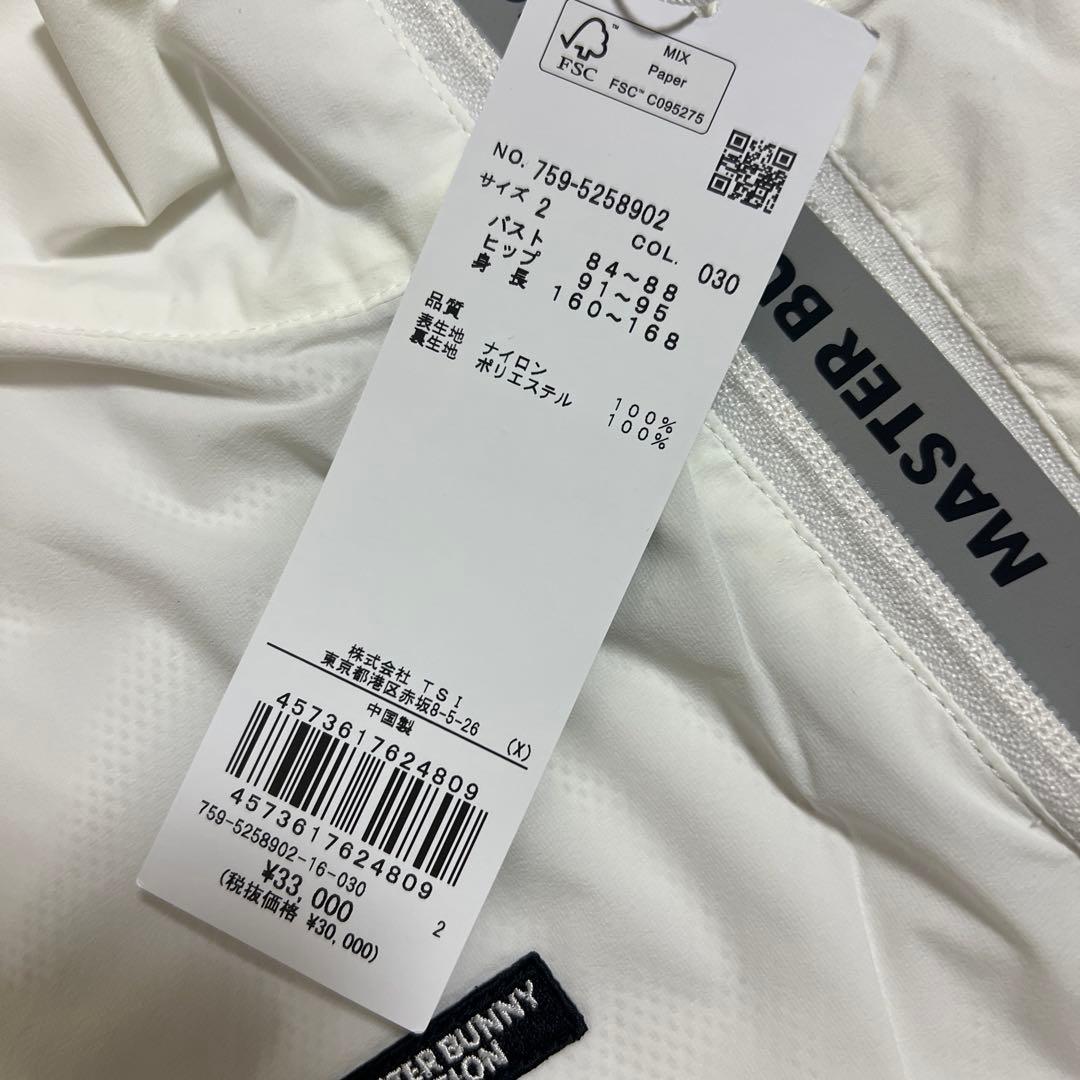 FSC™
MIX
Paper
FSC™ C095275
NO. 759-5258902
サイズ 2 COL. 030
バスト 84～88
ヒップ 91～95
身長 160～168
品質
表生地 ナイロン 100%
裏生地 ポリエステル 100%
株式会社 TSI
東京都港区赤坂8-5-26
中国製 (X)
4573617624809
4573617624809
759-5258902-16-030
¥33,000 2
(税抜価格 ¥30,000)
MASTER BU
TER BUNNY